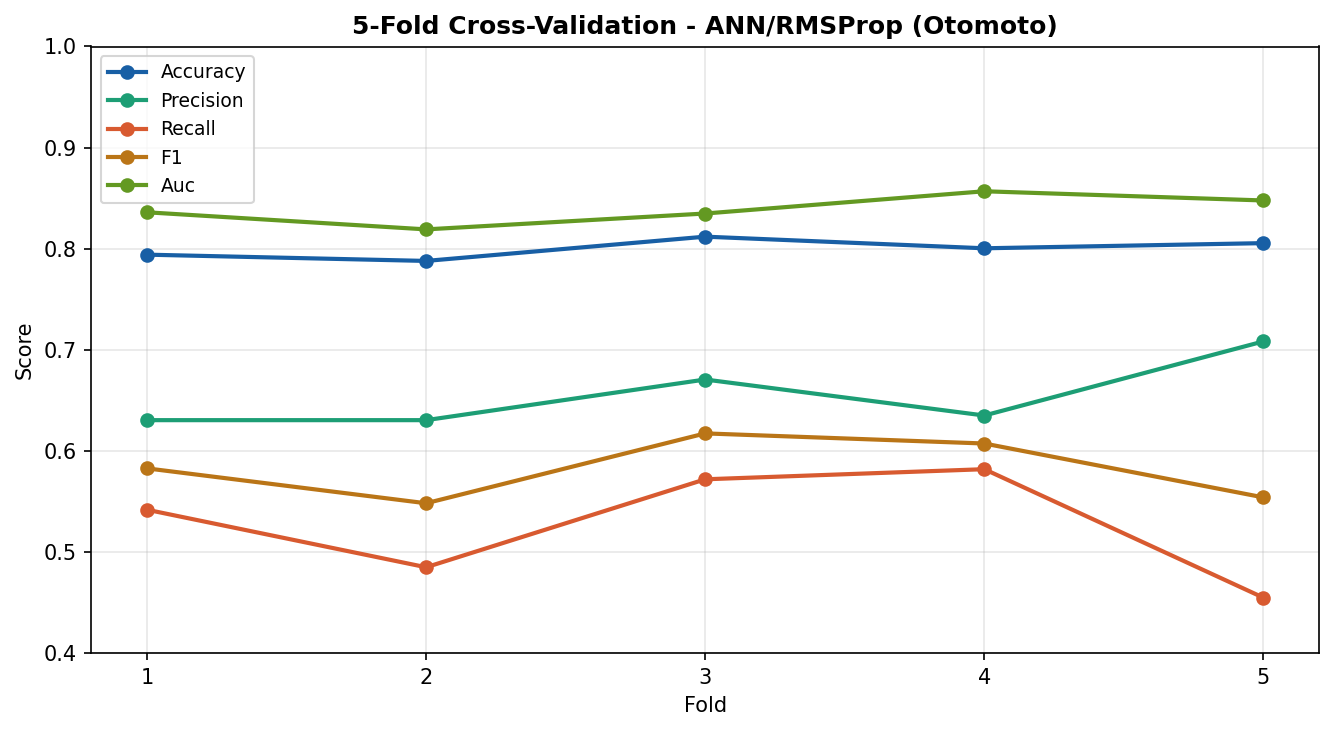 5-Fold Cross-Validation - ANN/RMSProp (Otomoto)
1.0
0.9
0.8
0.7
0.6
0.5
0.4
Score
Accuracy
Precision
Recall
F1
Auc
1 2 3 4 5
Fold